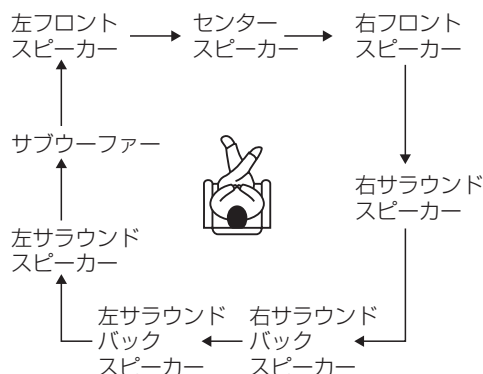 左フロント
スピーカー
センター
スピーカー
右フロント
スピーカー
サブウーファー
右サラウンド
スピーカー
左サラウンド
スピーカー
左サラウンド
バック
スピーカー
右サラウンド
バック
スピーカー